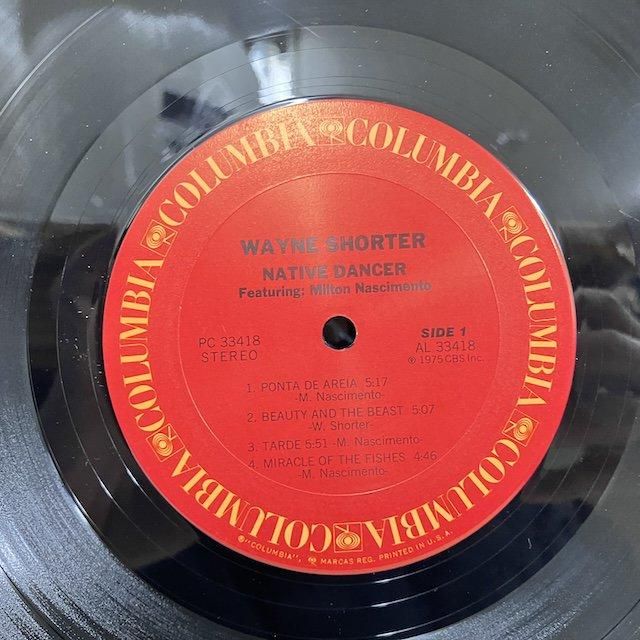 COLUMBIA COLUMBIA COLUMBIA COLUMBIA COLUMBIA COLUMBIA
WAYNE SHORTER
NATIVE DANCER
Featuring: Milton Nascimento
PC 33418
STEREO
SIDE 1
AL 33418
℗ 1975 CBS Inc.
1. PONTA DE AREIA 5:17
-M. Nascimento-
2. BEAUTY AND THE BEAST 5:07
-W. Shorter-
3. TARDE 5:51 -M. Nascimento-
4. MIRACLE OF THE FISHES 4:46
-M. Nascimento-
®"COLUMBIA", MARCAS REG. PRINTED IN U.S.A.